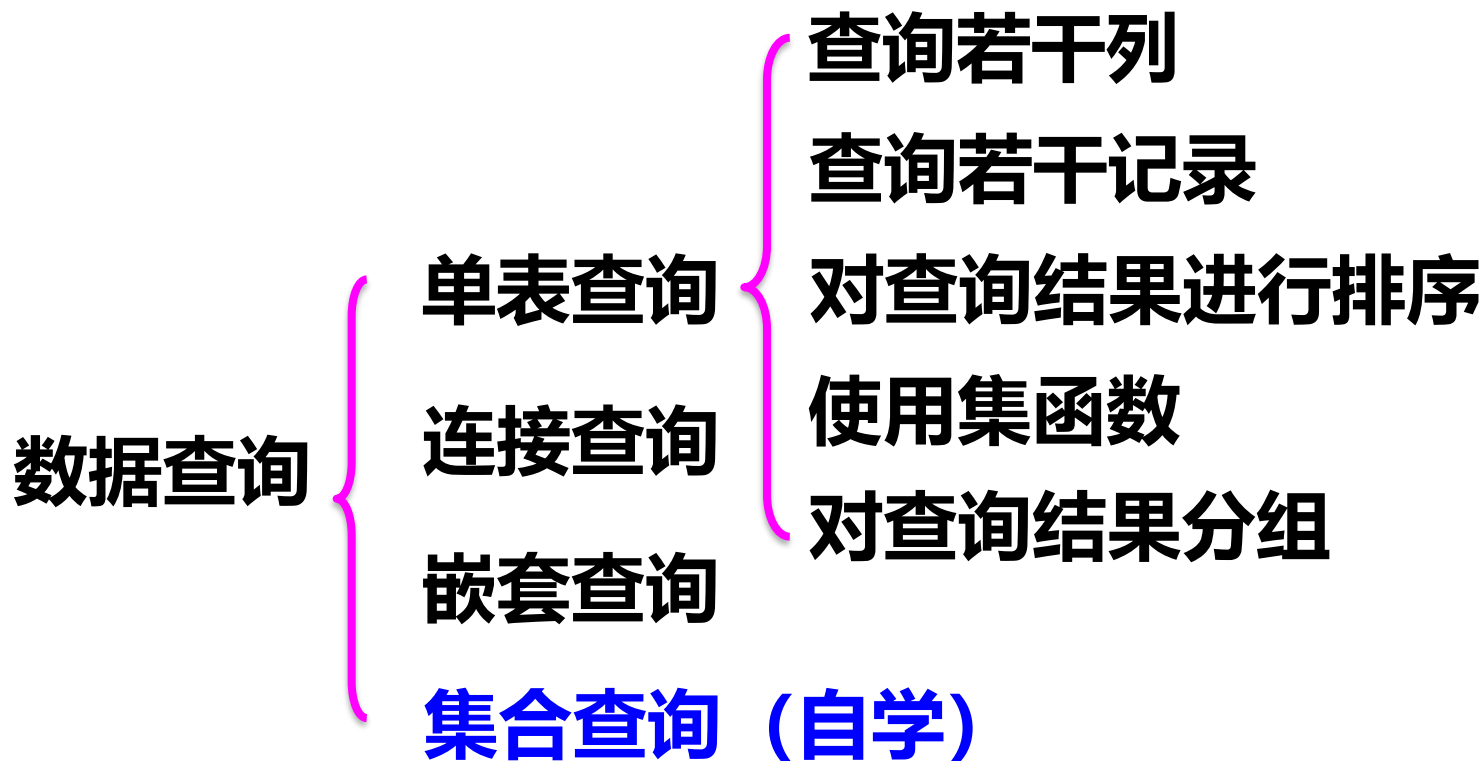 数据查询
单表查询
查询若干列
查询若干记录
对查询结果进行排序
使用集函数
对查询结果分组
连接查询
嵌套查询
集合查询（自学）